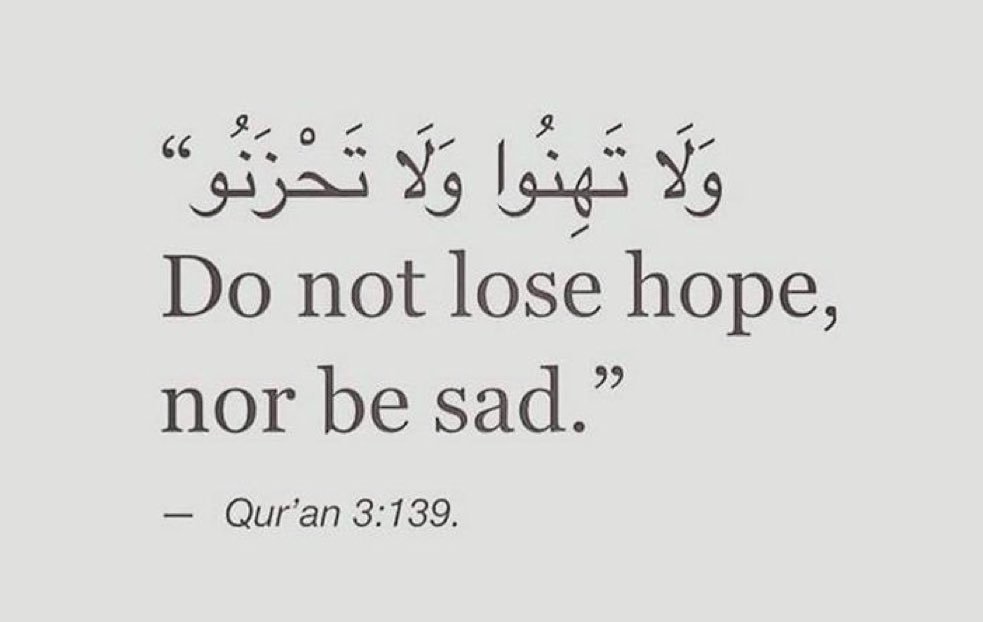 “وَلَا تَهِنُوا وَلَا تَحْزَنُو
Do not lose hope,
nor be sad.”
— Qur’an 3:139.